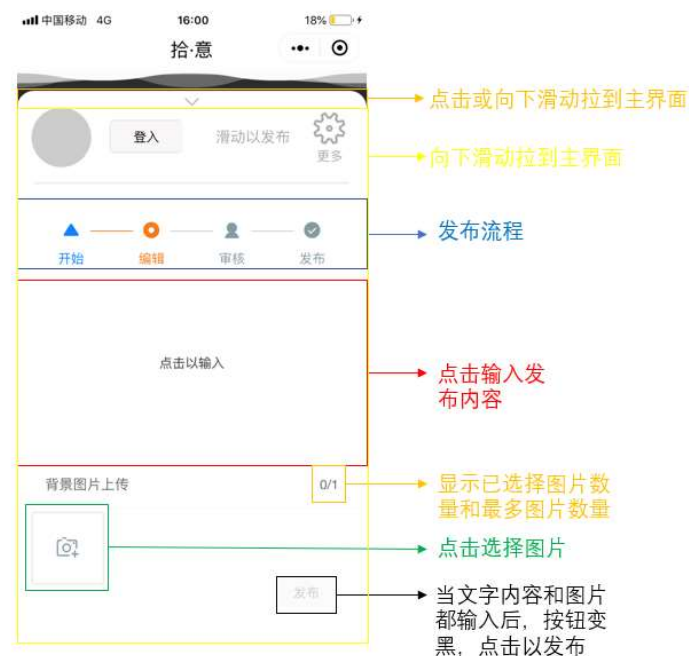 中国移动 4G 16:00 18%
拾·意
点击或向下滑动拉到主界面
登入 滑动以发布 更多
向下滑动拉到主界面
开始 编辑 审核 发布
发布流程
点击以输入
点击输入发
布内容
背景图片上传 0/1
显示已选择图片数
量和最多图片数量
点击选择图片
发布
当文字内容和图片
都输入后，按钮变
黑，点击以发布